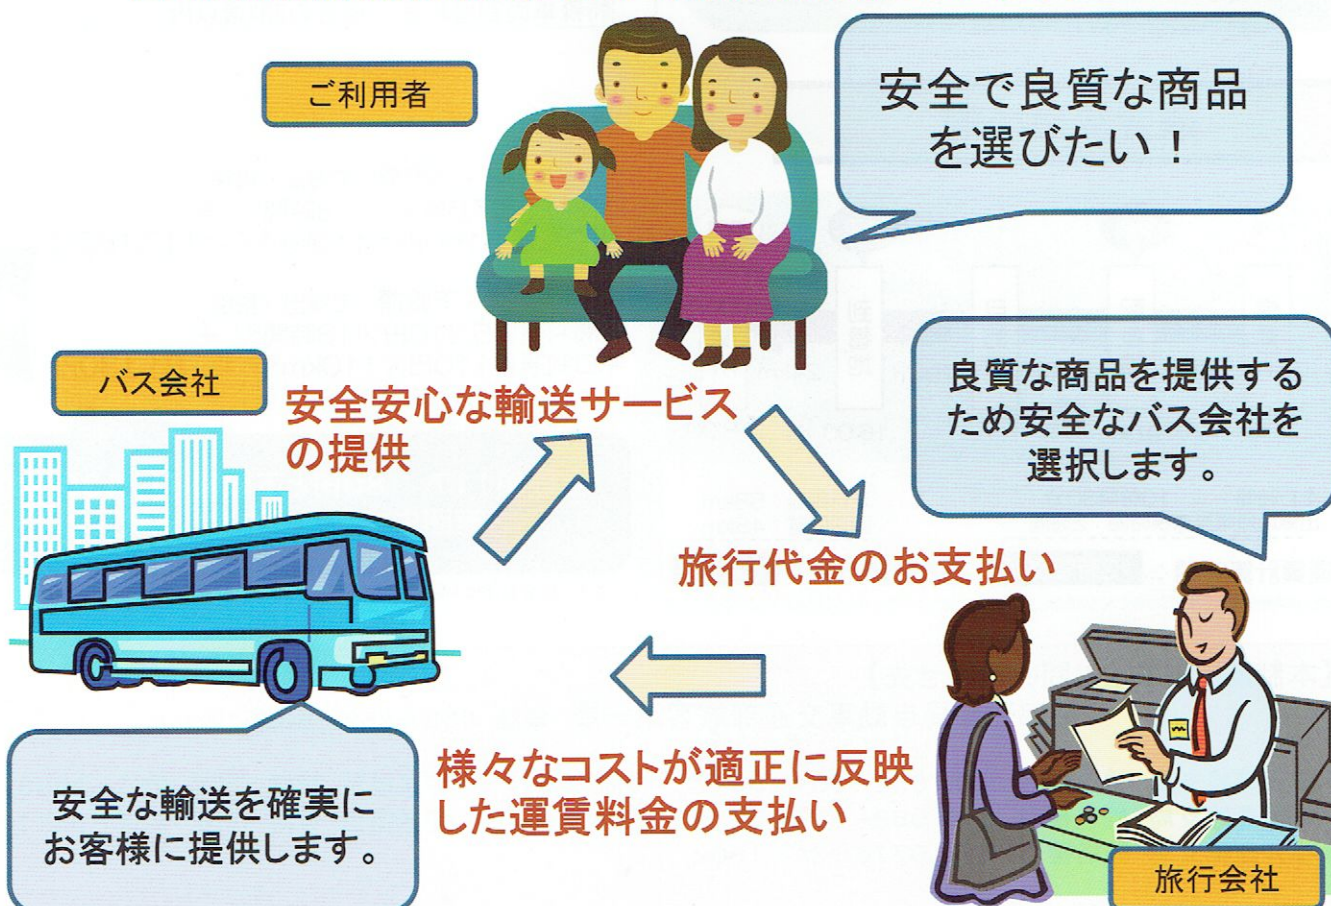 ご利用者
安全で良質な商品
を選びたい！
バス会社
安全安心な輸送サービス
の提供
良質な商品を提供する
ため安全なバス会社を
選択します。
旅行代金のお支払い
様々なコストが適正に反映
した運賃料金の支払い
安全な輸送を確実に
お客様に提供します。
旅行会社